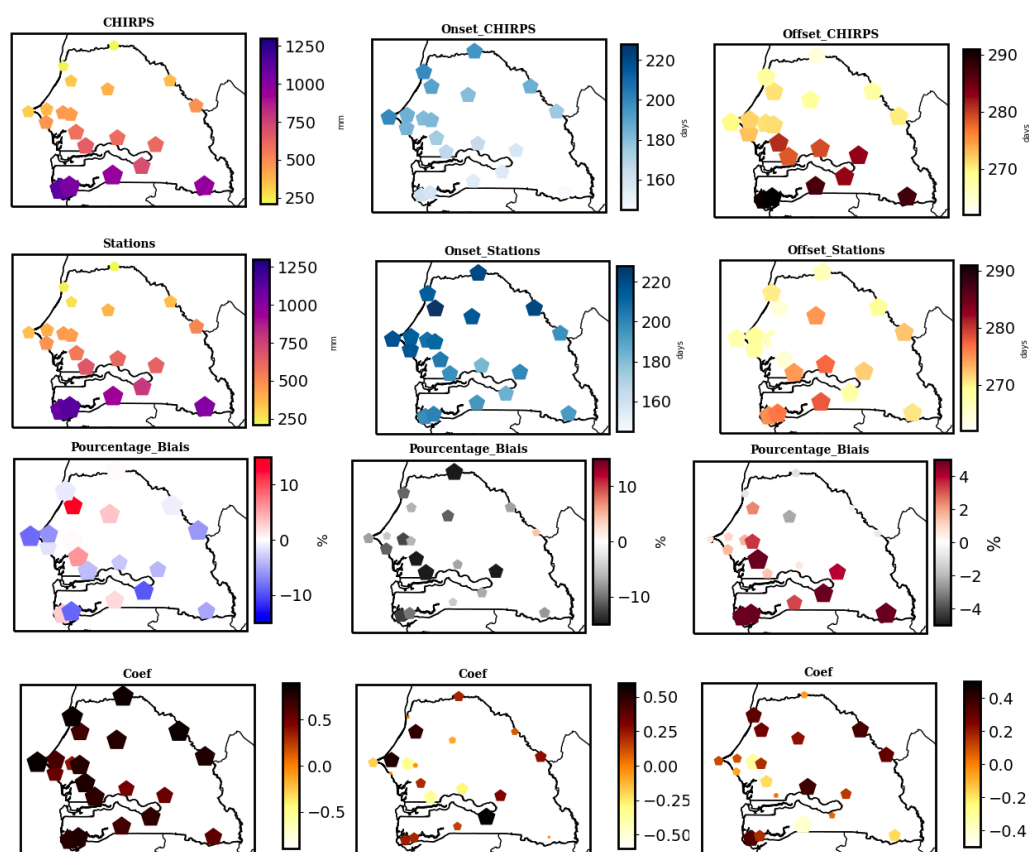 CHIRPS
1250
1000
750
500
250
mm
Onset_CHIRPS
220
200
180
160
days
Offset_CHIRPS
290
280
270
days
Stations
1250
1000
750
500
250
mm
Onset_Stations
220
200
180
160
days
Offset_Stations
290
280
270
days
Pourcentage_Biais
10
0
−10
%
Pourcentage_Biais
10
0
−10
%
Pourcentage_Biais
4
2
0
−2
−4
%
Coef
0.5
0.0
−0.5
Coef
0.50
0.25
0.00
−0.25
−0.50
Coef
0.4
0.2
0.0
−0.2
−0.4